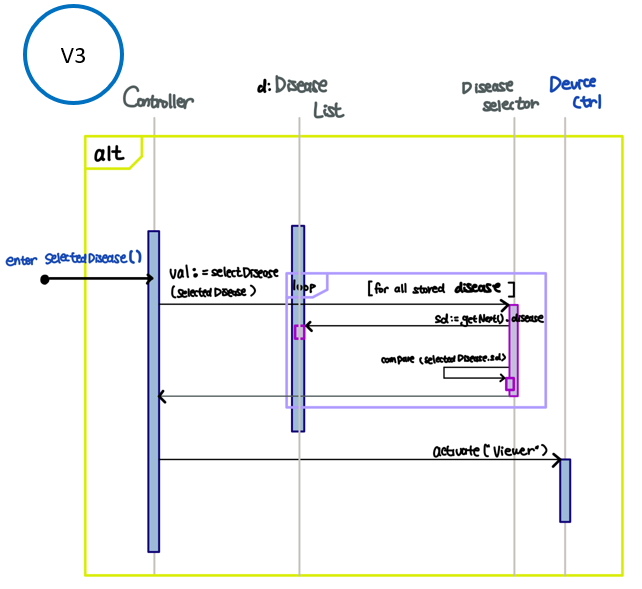 V3
Controller
d: Disease
List
Disease
selector
Device
Ctrl
alt
enter SelectedDisease()
val:=selectDisease
(SelectedDisease)
loop
[for all stored disease]
sd:=getNext().disease
compare (selectedDisease.sd)
activate("Viewer")